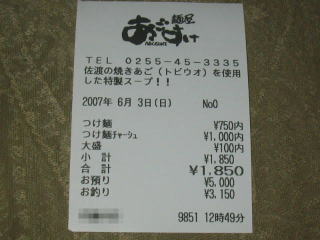 麺屋
あごすけ
AGOSUKE
TEL 0255-45-3335
佐渡の焼きあご(トビウオ)を使用
した特製スープ!!
2007年 6月 3日(日) No0
つけ麺 ¥750内
つけ麺チャーシュ ¥1,000内
大盛 ¥100内
小 計 ¥1,850
合 計 ¥1,850
お預り ¥5,000
お釣り ¥3,150
9851 12時49分